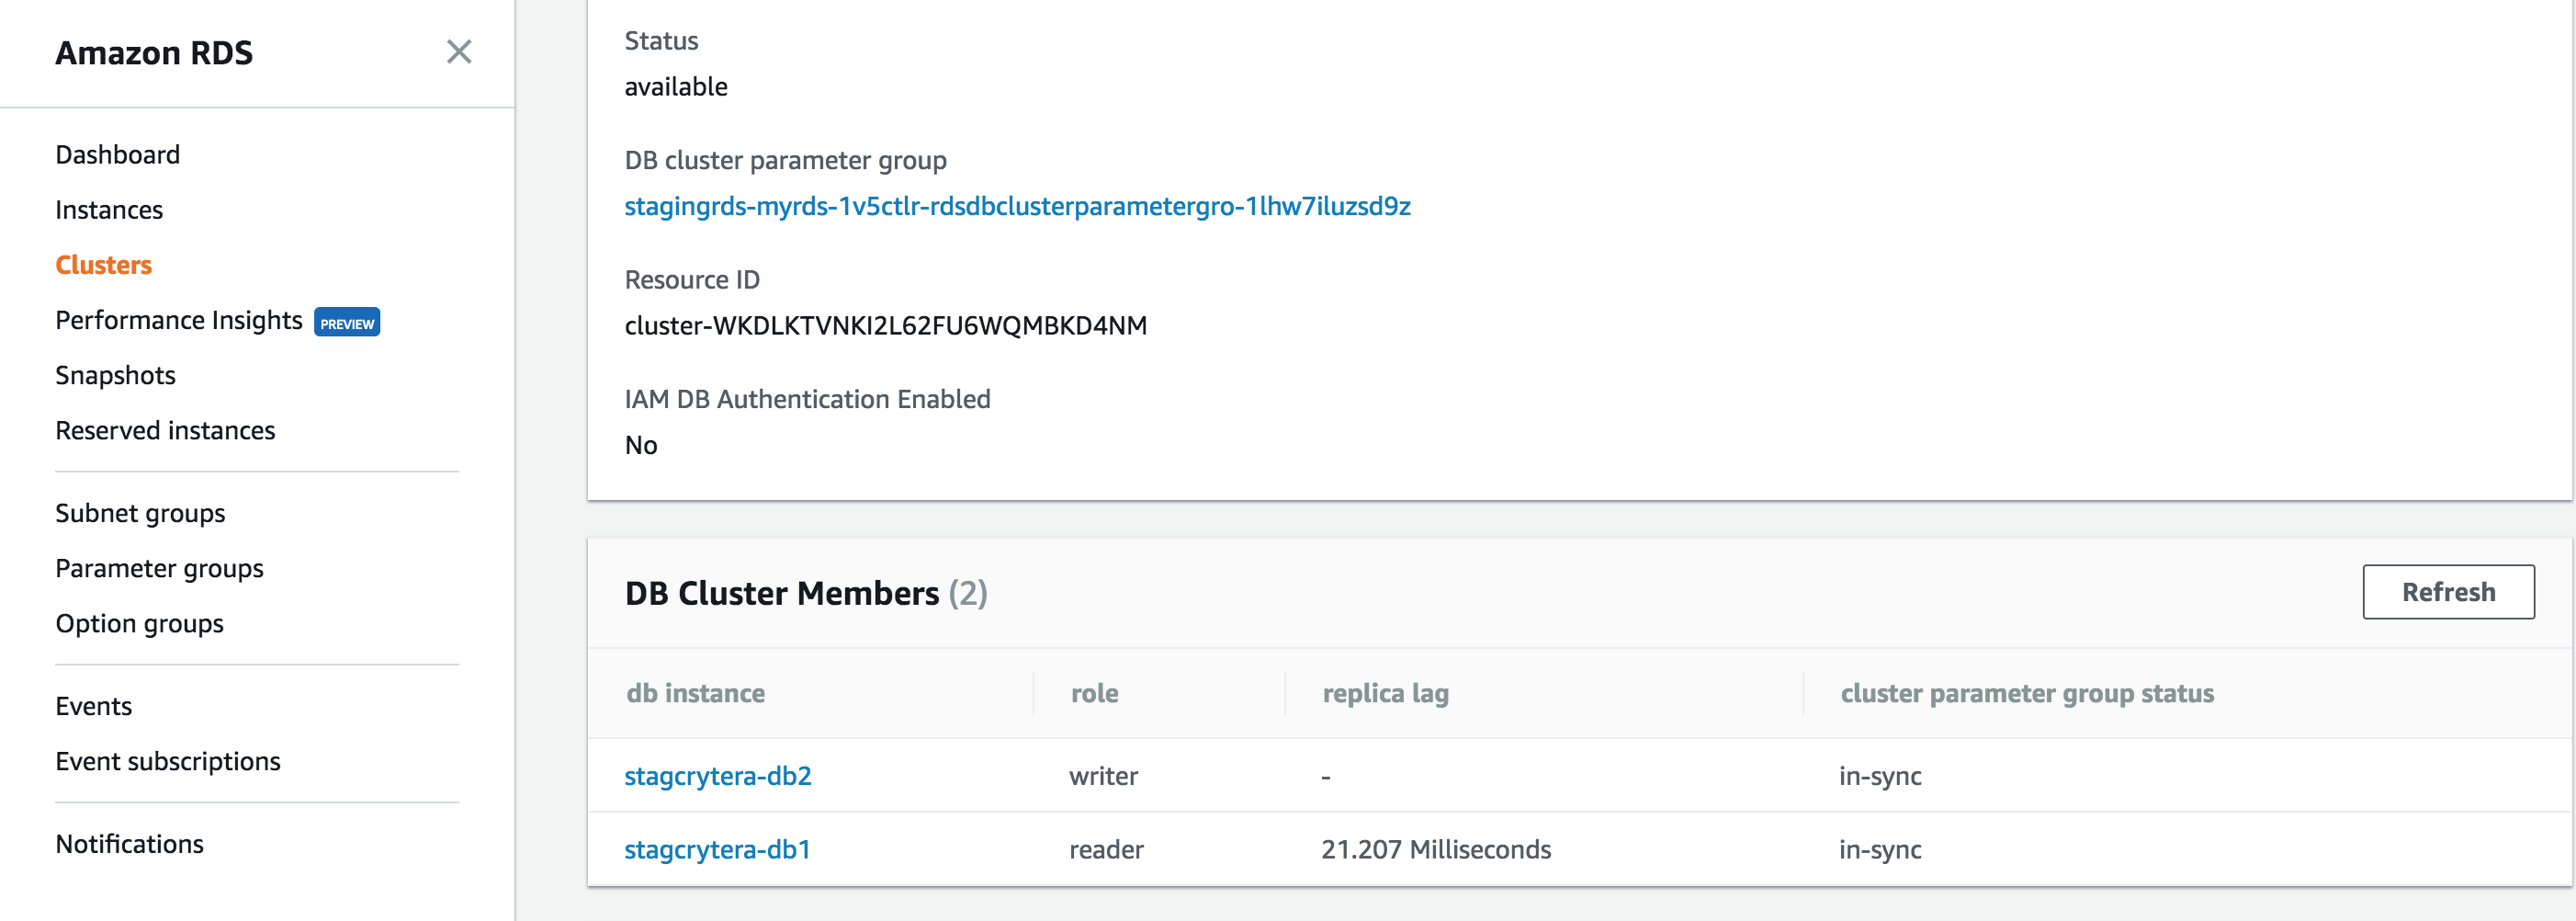 Amazon RDS
Dashboard
Instances
Clusters
Performance Insights PREVIEW
Snapshots
Reserved instances
Subnet groups
Parameter groups
Option groups
Events
Event subscriptions
Notifications
Status
available
DB cluster parameter group
stagingrds-myrds-1v5ctlr-rdsdbclusterparametergro-1lhw7iluzsd9z
Resource ID
cluster-WKDLKTVNKI2L62FU6WQMBKD4NM
IAM DB Authentication Enabled
No
DB Cluster Members (2)
Refresh
db instance role replica lag cluster parameter group status
stagcrytera-db2 writer - in-sync
stagcrytera-db1 reader 21.207 Milliseconds in-sync